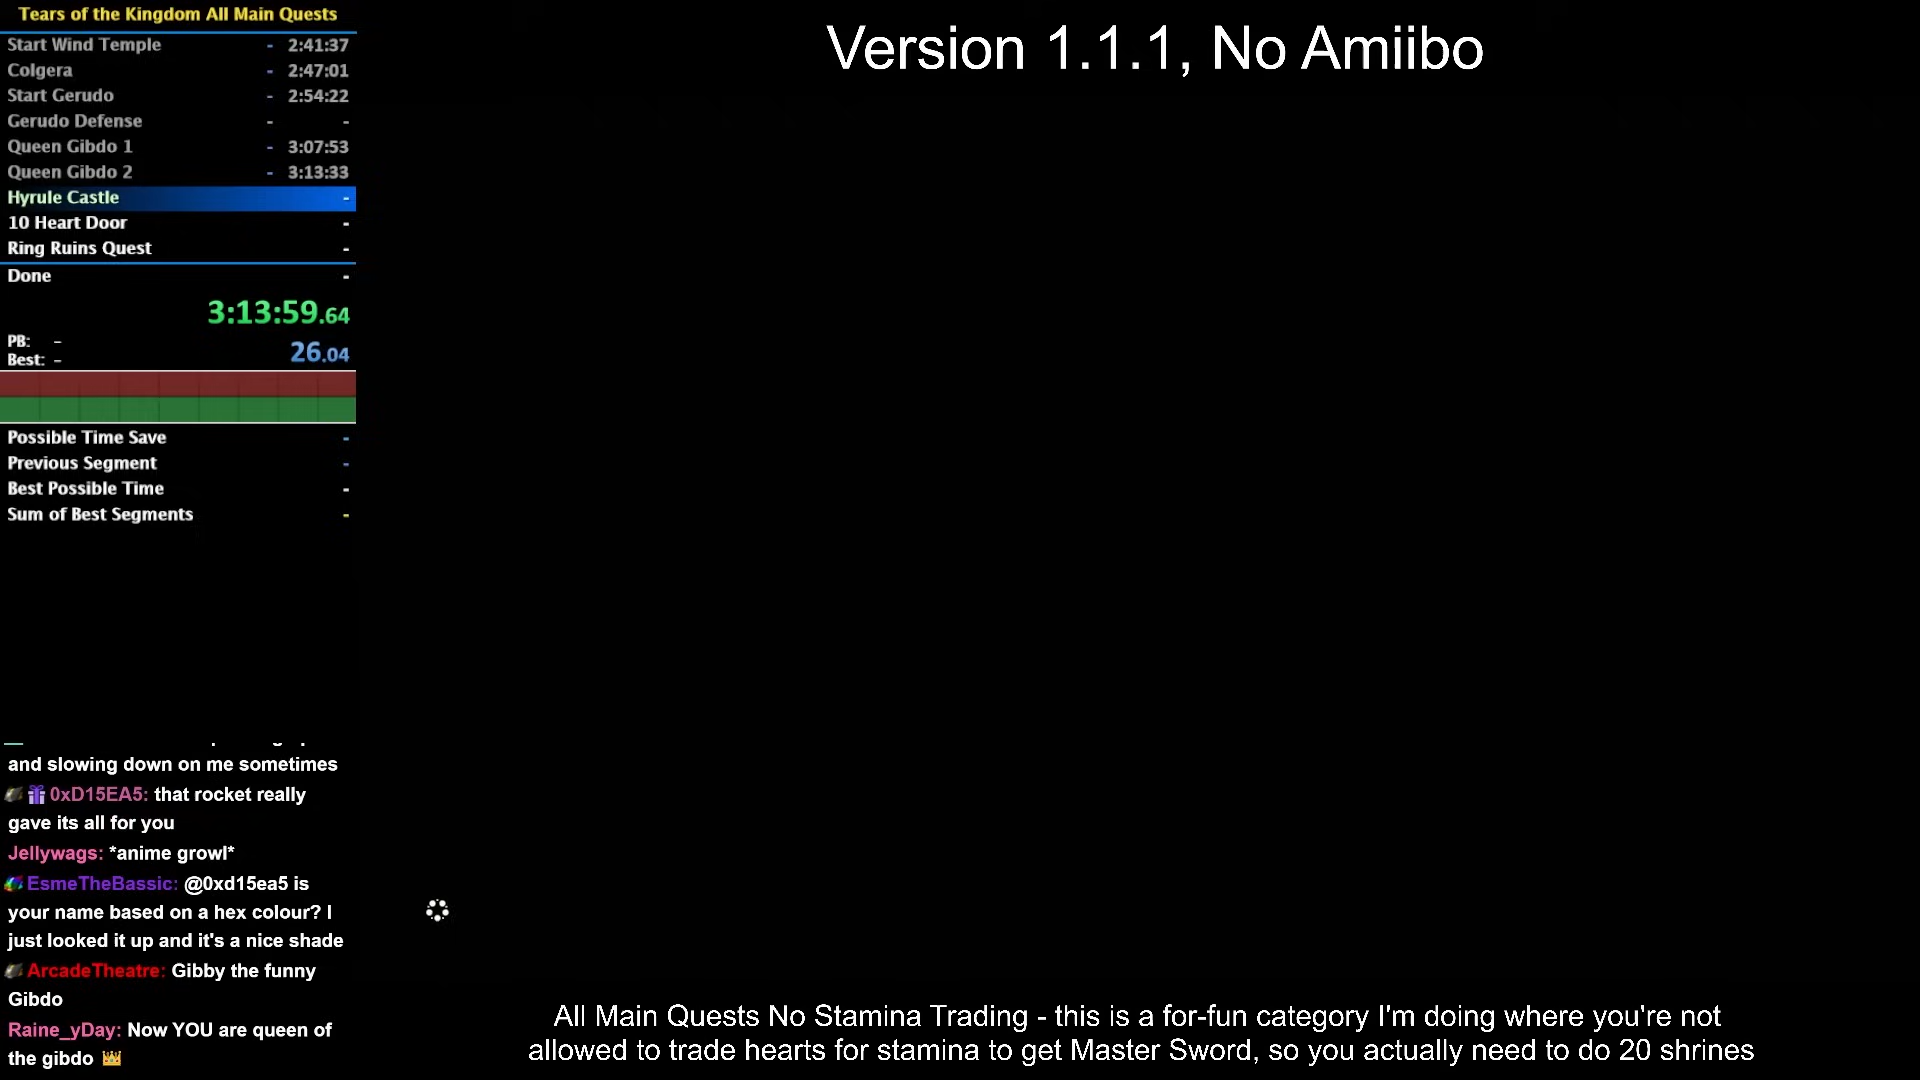 Tears of the Kingdom All Main Quests
Start Wind Temple - 2:41:37
Colgera - 2:47:01
Start Gerudo - 2:54:22
Gerudo Defense - -
Queen Gibdo 1 - 3:07:53
Queen Gibdo 2 - 3:13:33
Hyrule Castle -
10 Heart Door -
Ring Ruins Quest -
Done -
3:13:59.64
PB: -
26.04
Best: -
Possible Time Save -
Previous Segment -
Best Possible Time -
Sum of Best Segments -
and slowing down on me sometimes
0xD15EA5: that rocket really
gave its all for you
Jellywags: *anime growl*
EsmeTheBassic: @0xd15ea5 is
your name based on a hex colour? I
just looked it up and it's a nice shade
ArcadeTheatre: Gibby the funny
Gibdo
Raine_yDay: Now YOU are queen of
the gibdo 👑
Version 1.1.1, No Amiibo
All Main Quests No Stamina Trading - this is a for-fun category I'm doing where you're not
allowed to trade hearts for stamina to get Master Sword, so you actually need to do 20 shrines